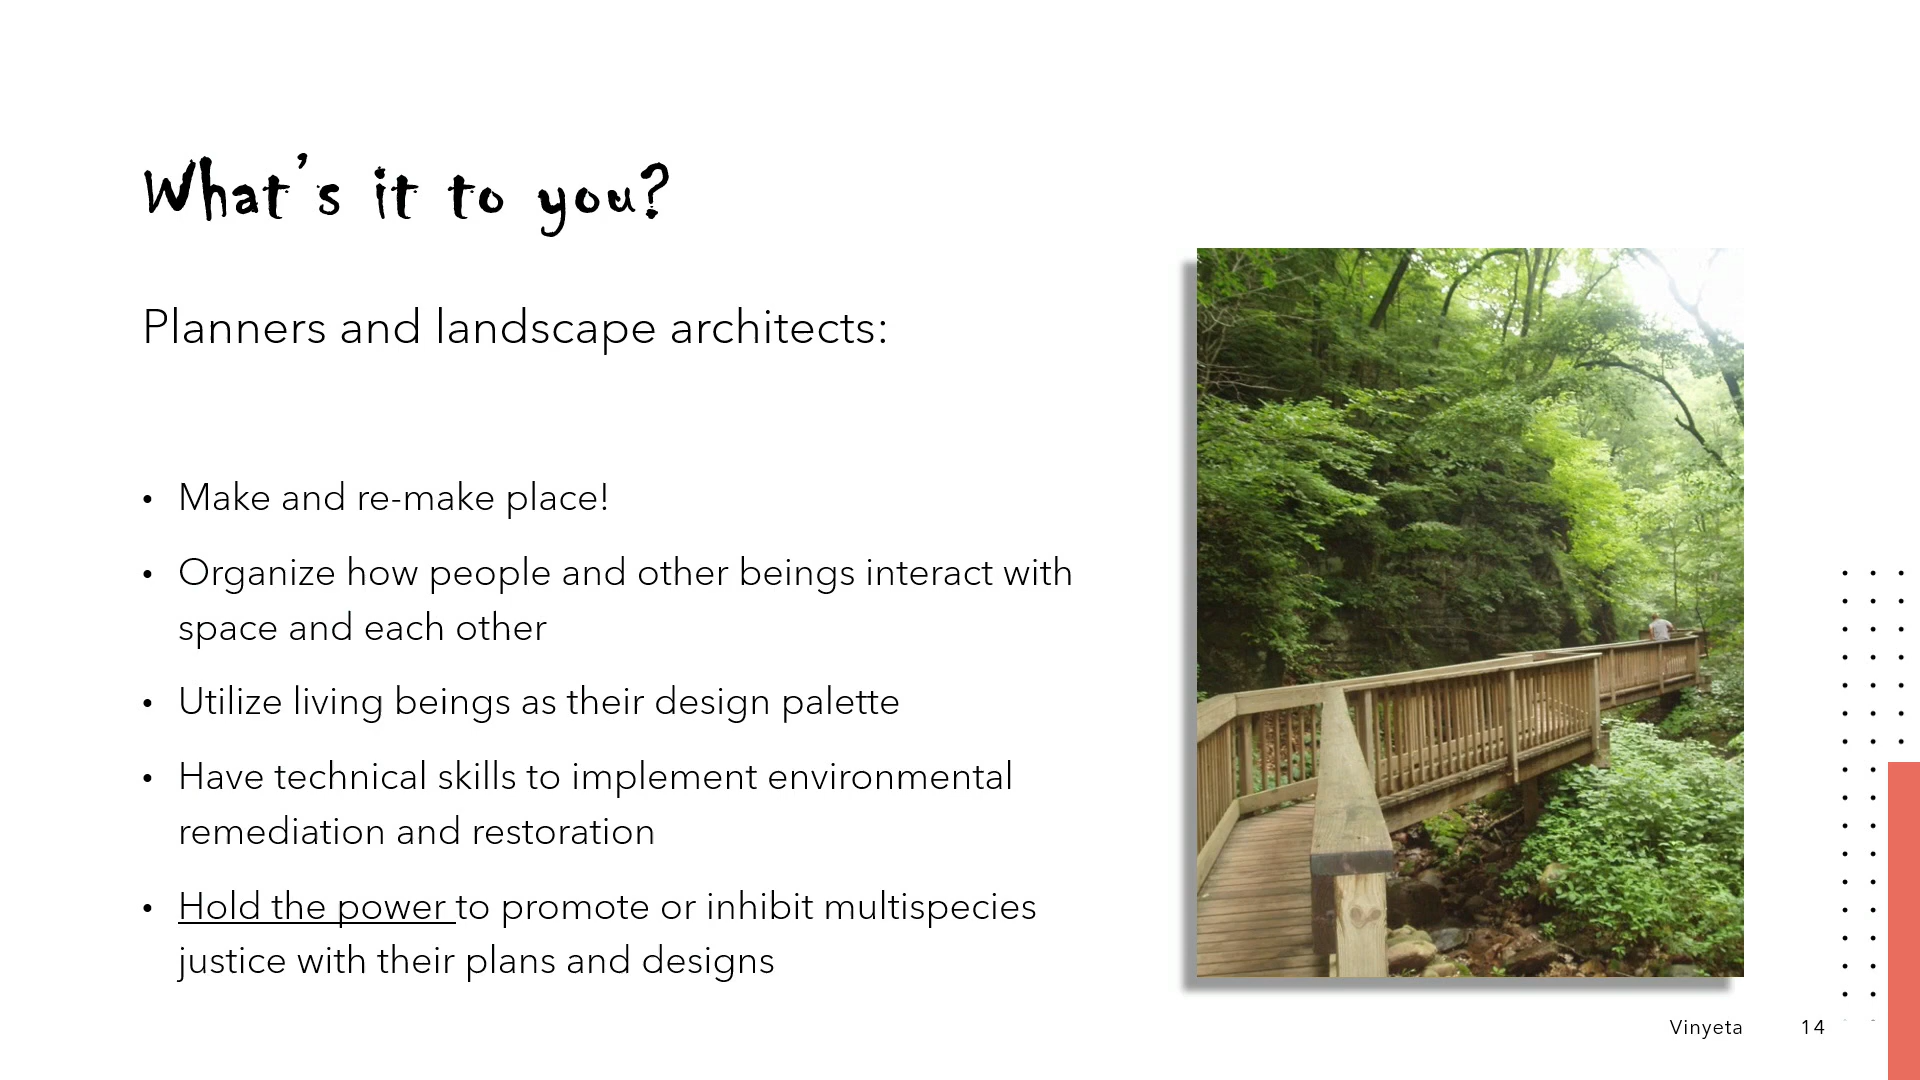 What’s it to you?
Planners and landscape architects:
• Make and re-make place!
• Organize how people and other beings interact with
space and each other
• Utilize living beings as their design palette
• Have technical skills to implement environmental
remediation and restoration
• Hold the power to promote or inhibit multispecies
justice with their plans and designs
Vinyeta 14